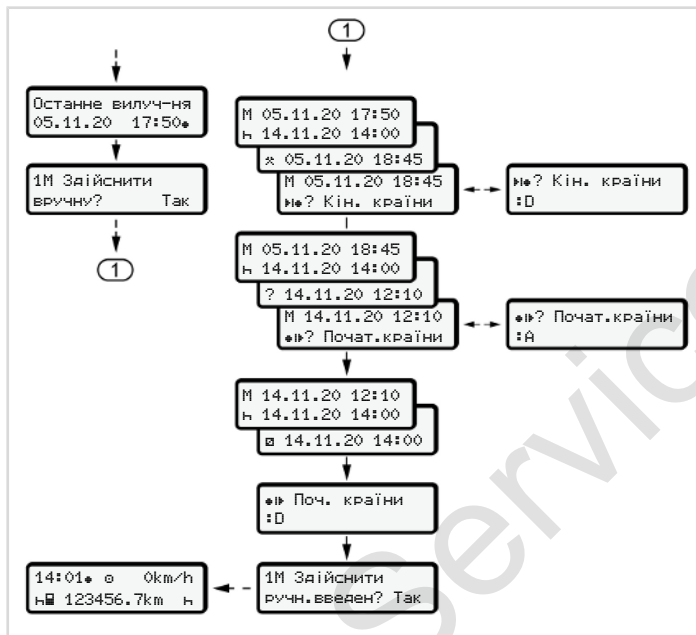 1
Останне вилуч-ня
05.11.20 17:50
1M Здійснити
вручну? Так
1
M 05.11.20 17:50
14.11.20 14:00
05.11.20 18:45
M 05.11.20 18:45
? Кін. країни
? Кін. країни
:D
M 05.11.20 18:45
14.11.20 14:00
? 14.11.20 12:10
M 14.11.20 12:10
? Почат.країни
? Почат.країни
:A
M 14.11.20 12:10
14.11.20 14:00
14.11.20 14:00
Поч. країни
:D
1M Здійснити
ручн.введен? Так
14:01 0km/h
123456.7km
Service